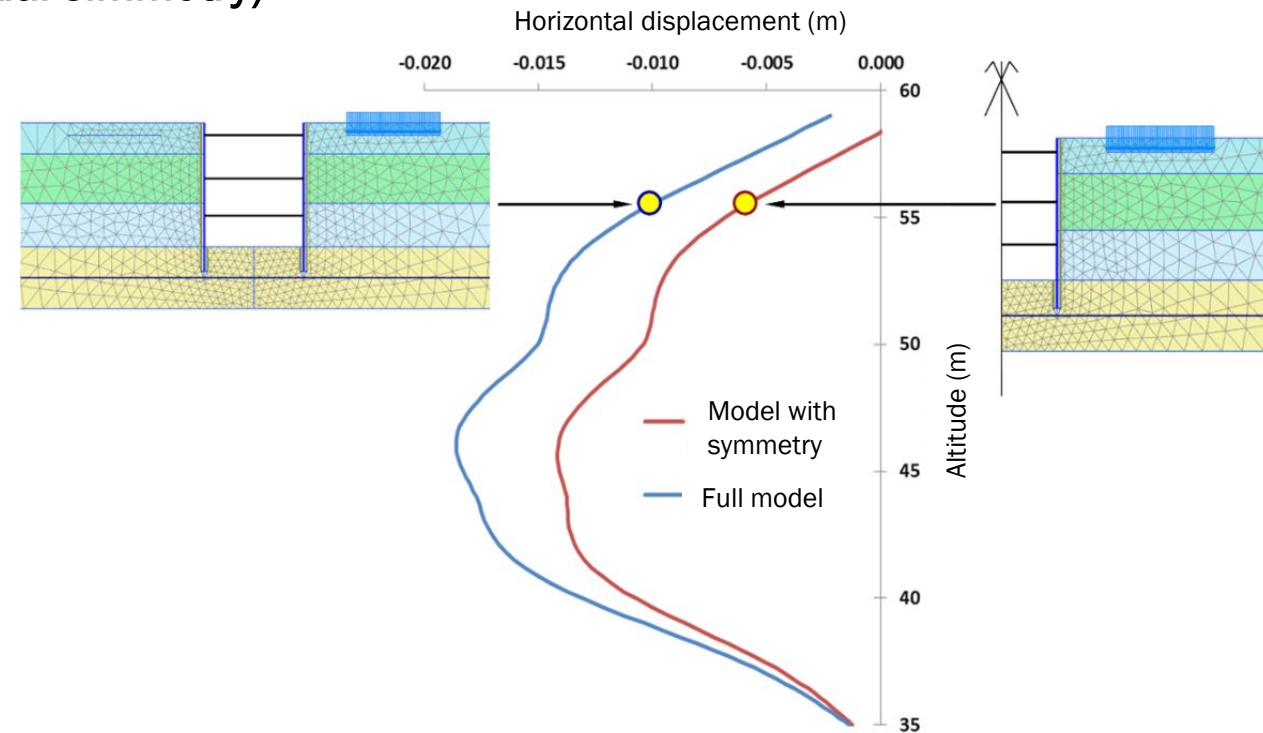 Horizontal displacement (m)
-0.020 -0.015 -0.010 -0.005 0.000
60
55
50
45
40
35
Altitude (m)
Model with
symmetry
Full model